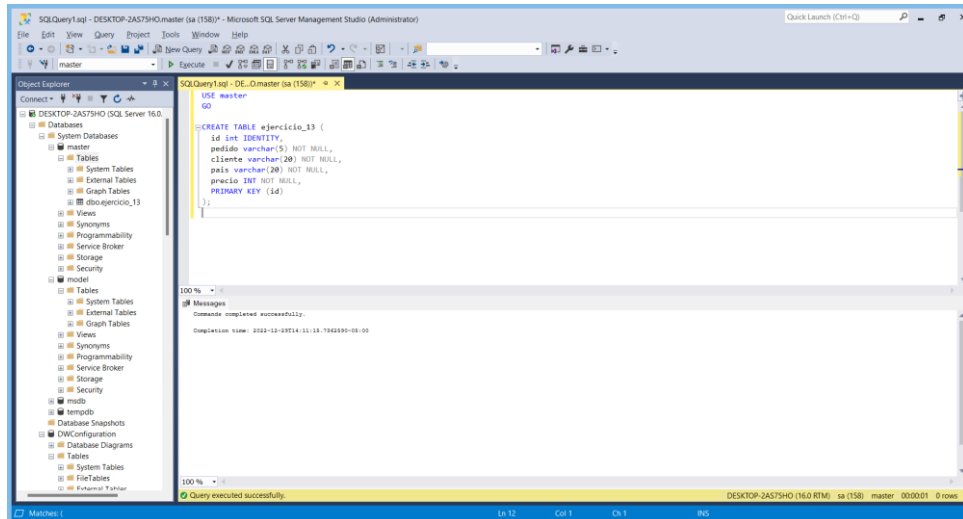 SQLQuery1.sql - DESKTOP-2AS75HO.master (sa (158))* - Microsoft SQL Server Management Studio (Administrator)
Quick Launch (Ctrl+Q)
File Edit View Query Project Tools Window Help
New Query
master
Execute
Object Explorer
Connect
DESKTOP-2AS75HO (SQL Server 16.0.
Databases
System Databases
master
Tables
System Tables
External Tables
Graph Tables
dbo.ejercicio_13
Views
Synonyms
Programmability
Service Broker
Storage
Security
model
Tables
System Tables
External Tables
Graph Tables
Views
Synonyms
Programmability
Service Broker
Storage
Security
msdb
tempdb
Database Snapshots
DWConfiguration
Database Diagrams
Tables
System Tables
FileTables
External Tables
SQLQuery1.sql - DE...O.master (sa (158))*
USE master
GO
CREATE TABLE ejercicio_13 (
id int IDENTITY,
pedido varchar(5) NOT NULL,
cliente varchar(20) NOT NULL,
pais varchar(20) NOT NULL,
precio INT NOT NULL,
PRIMARY KEY (id)
);
100 %
Messages
Commands completed successfully.
Completion time: 2022-12-29T14:11:15.7362590-05:00
100 %
Query executed successfully.
DESKTOP-2AS75HO (16.0 RTM) sa (158) master 00:00:01 0 rows
Matches: (
Ln 12 Col 1 Ch 1 INS